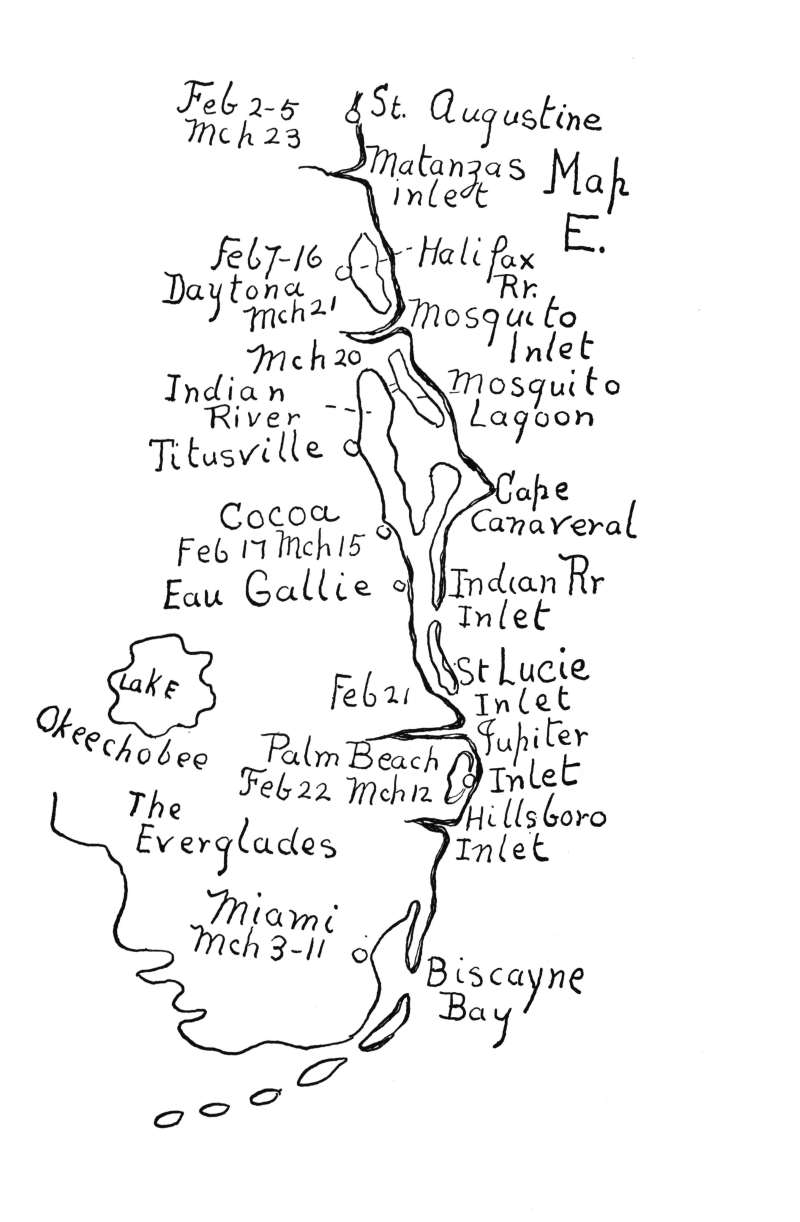 Feb 2-5
Mch 23
St. Augustine
Matanzas
inlet
Map
E.
Feb 7-16
Daytona
Mch 21
Halifax
Rr.
Mosquito
Inlet
Mch 20
Indian
River
Mosquito
Lagoon
Titusville
Cape
Canaveral
Cocoa
Feb 17 Mch 15
Eau Gallie
Indian Rr
Inlet
St Lucie
Inlet
Feb 21
Lake
Okeechobee
Jupiter
Inlet
Palm Beach
Feb 22 Mch 12
Hillsboro
Inlet
The
Everglades
Miami
Mch 3-11
Biscayne
Bay